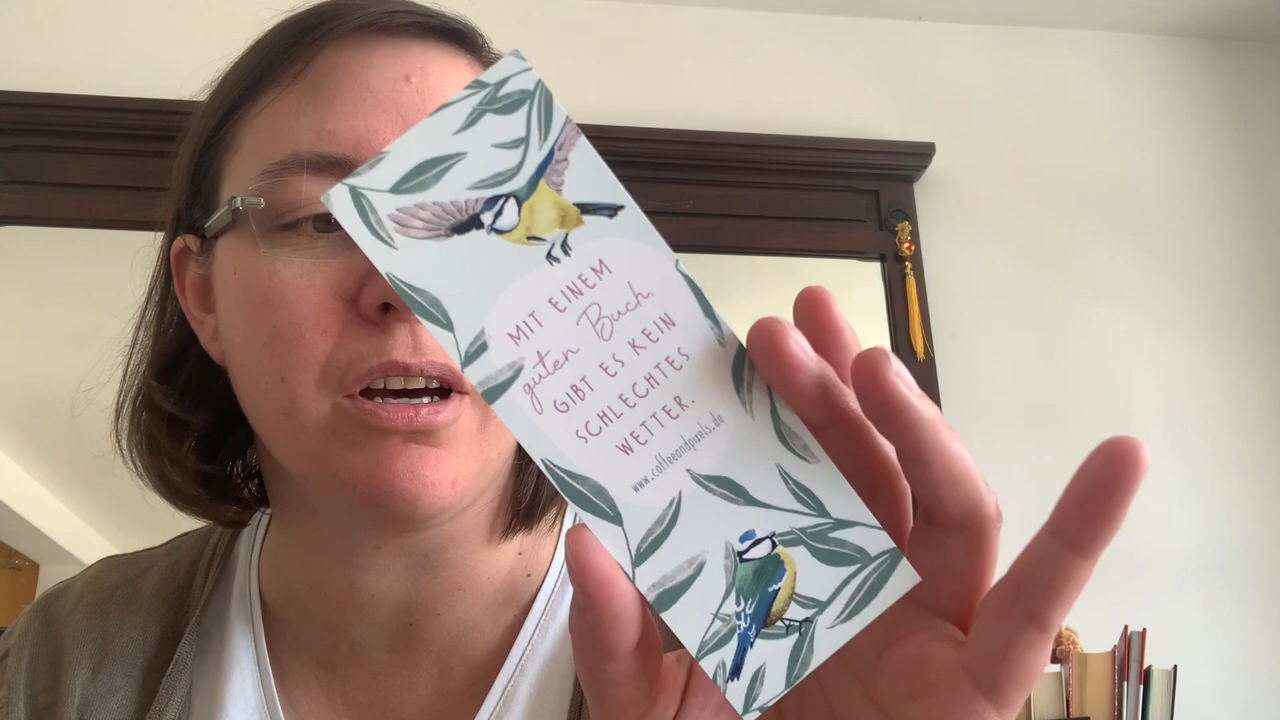 MIT EINEM
guten Buch,
GIBT ES KEIN
SCHLECHTES
WETTER.
www.coffeeandpixels.de